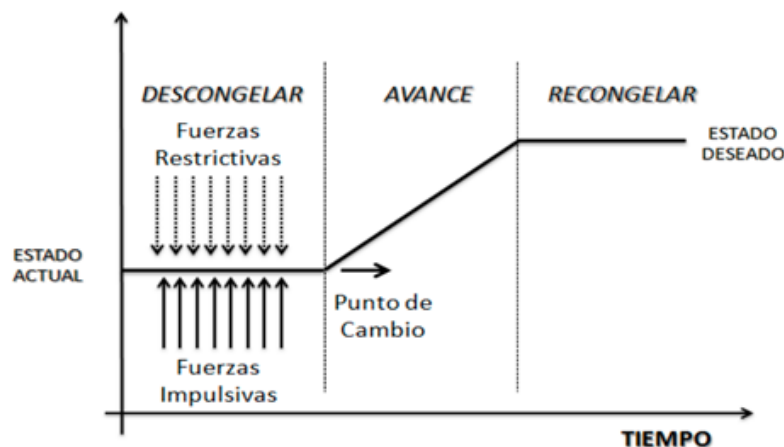 DESCONGELAR
AVANCE
RECONGELAR
Fuerzas
Restrictivas
ESTADO
DESEADO
ESTADO
ACTUAL
Punto de
Cambio
Fuerzas
Impulsivas
TIEMPO